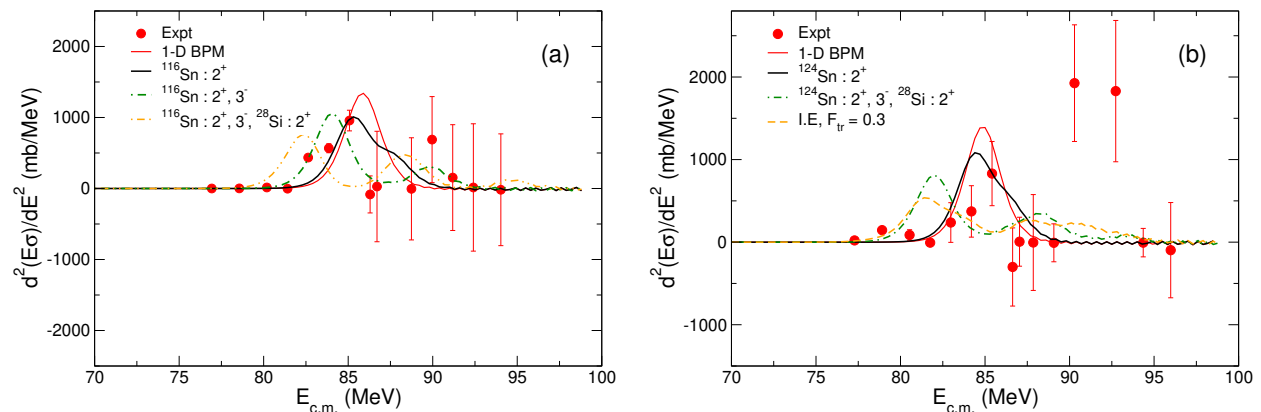 2000
1000
0
-1000
-2000
d²(Eσ)/dE² (mb/MeV)
Expt
1-D BPM
¹¹⁶Sn : 2⁺
¹¹⁶Sn : 2⁺, 3⁻
¹¹⁶Sn : 2⁺, 3⁻, ²⁸Si : 2⁺
(a)
70 75 80 85 90 95 100
E_c.m. (MeV)
2000
1000
0
-1000
d²(Eσ)/dE² (mb/MeV)
Expt
1-D BPM
¹²⁴Sn : 2⁺
¹²⁴Sn : 2⁺, 3⁻, ²⁸Si : 2⁺
I.E, F_tr = 0.3
(b)
70 75 80 85 90 95 100
E_c.m. (MeV)